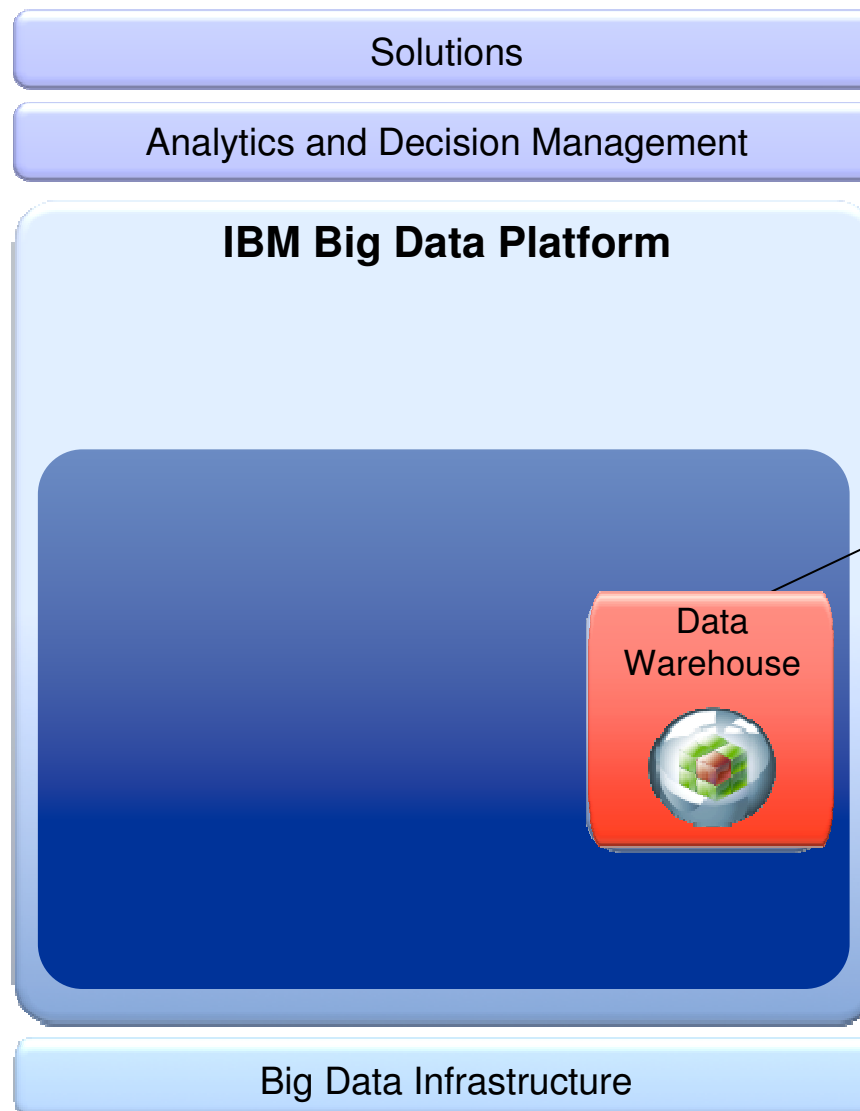 Solutions
Analytics and Decision Management
IBM Big Data Platform
Data
Warehouse
Big Data Infrastructure